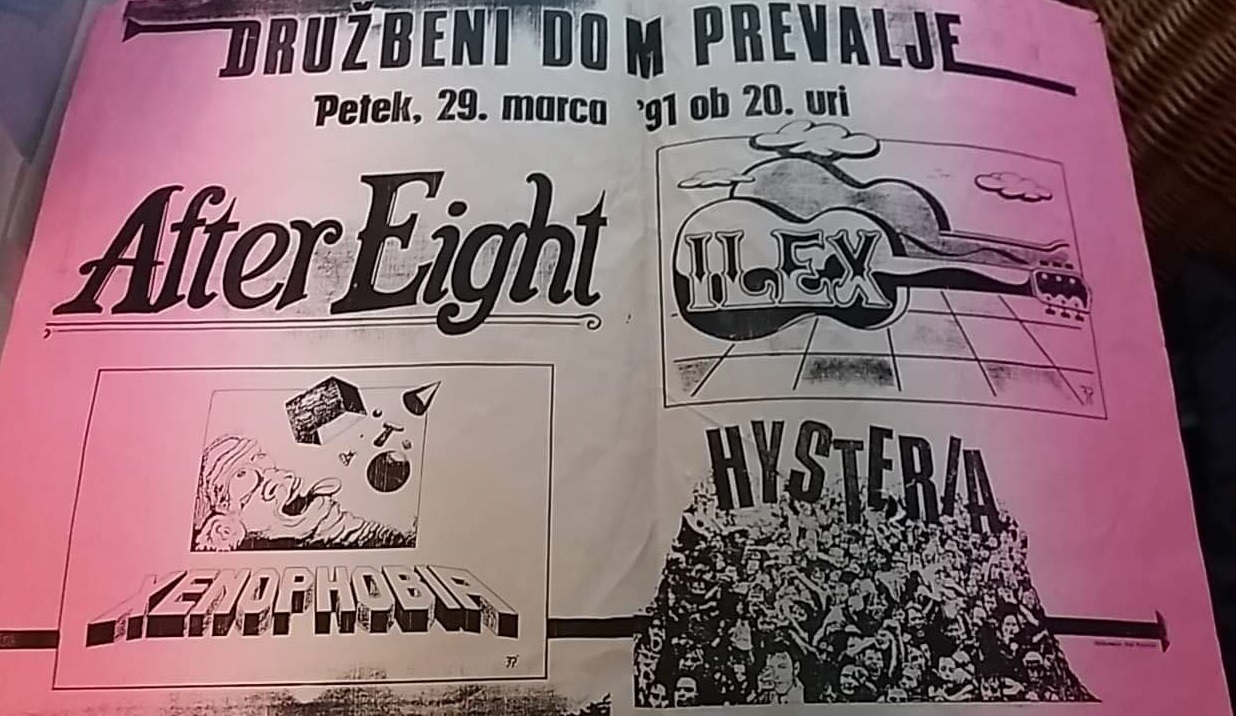 DRUŽBENI DOM PREVALJE
Petek, 29. marca '91 ob 20. uri
After Eight
ILEX
XENOPHOBIA
HYSTERIA